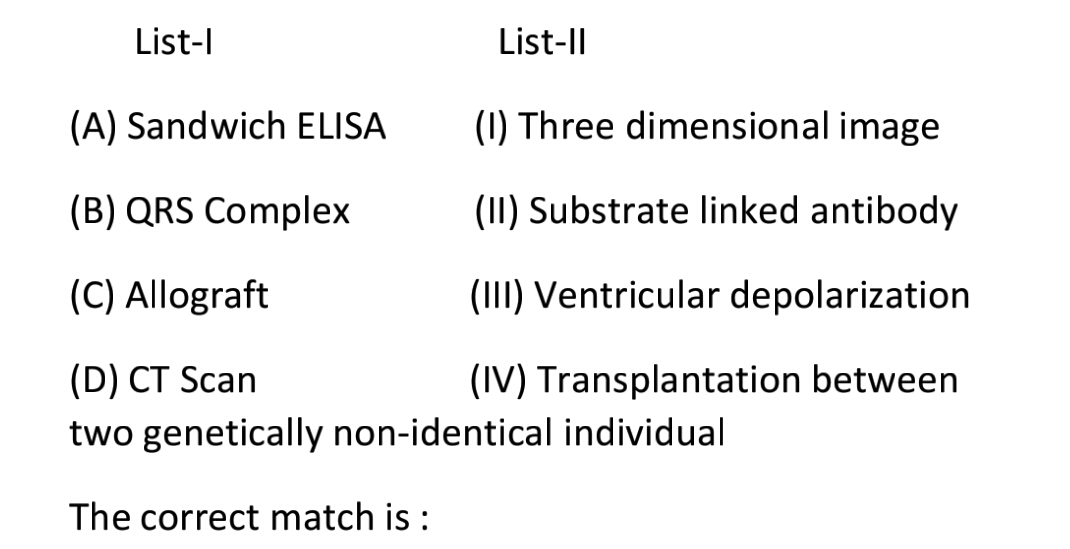 List-I List-II
(A) Sandwich ELISA (I) Three dimensional image
(B) QRS Complex (II) Substrate linked antibody
(C) Allograft (III) Ventricular depolarization
(D) CT Scan (IV) Transplantation between
two genetically non-identical individual
The correct match is :